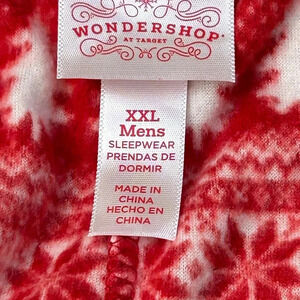 WONDERSHOP®
AT TARGET
XXL
Mens
SLEEPWEAR
PRENDAS DE
DORMIR
MADE IN
CHINA
HECHO EN
CHINA